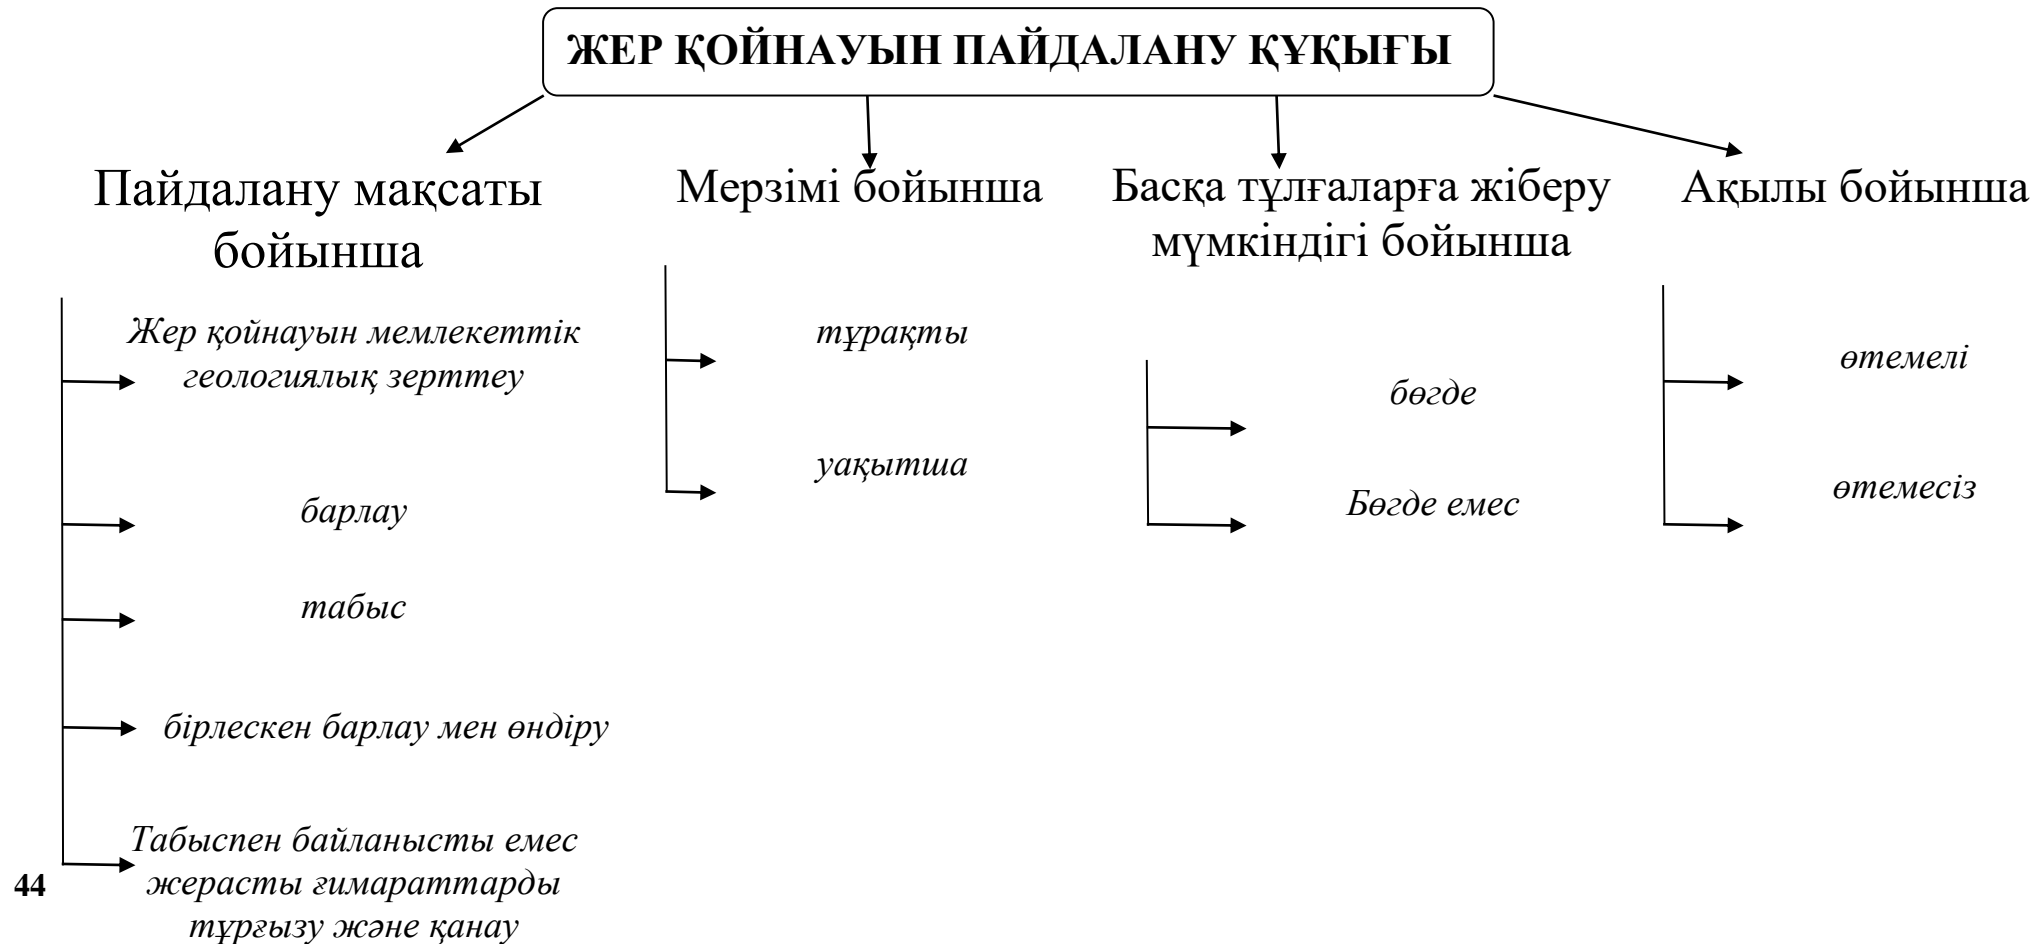 ЖЕР ҚОЙНАУЫН ПАЙДАЛАНУ ҚҰҚЫҒЫ
Пайдалану мақсаты
бойынша
Жер қойнауын мемлекеттік
геологиялық зерттеу
барлау
табыс
бірлескен барлау мен өндіру
Табыспен байланысты емес
жерасты ғимараттарды
тұрғызу және қанау
Мерзімі бойынша
тұрақты
уақытша
Басқа тұлғаларға жіберу
мүмкіндігі бойынша
бөгде
Бөгде емес
Ақылы бойынша
өтемелі
өтемесіз
44